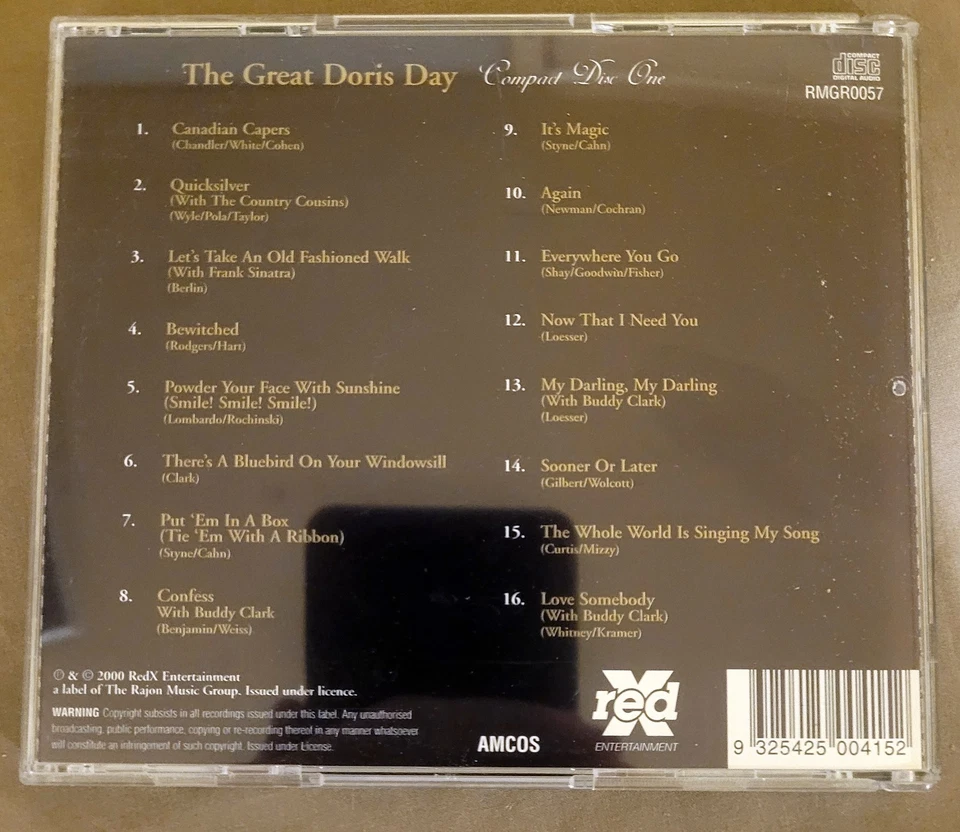 The Great Doris Day Compact Disc One
COMPACT
disc
DIGITAL AUDIO
RMGR0057
1. Canadian Capers
(Chandler/White/Cohen)
2. Quicksilver
(With The Country Cousins)
(Wyle/Pola/Taylor)
3. Let's Take An Old Fashioned Walk
(With Frank Sinatra)
(Berlin)
4. Bewitched
(Rodgers/Hart)
5. Powder Your Face With Sunshine
(Smile! Smile! Smile!)
(Lombardo/Rochinski)
6. There's A Bluebird On Your Windowsill
(Clark)
7. Put 'Em In A Box
(Tie 'Em With A Ribbon)
(Styne/Cahn)
8. Confess
With Buddy Clark
(Benjamin/Weiss)
9. It's Magic
(Styne/Cahn)
10. Again
(Newman/Cochran)
11. Everywhere You Go
(Shay/Goodwin/Fisher)
12. Now That I Need You
(Loesser)
13. My Darling, My Darling
(With Buddy Clark)
(Loesser)
14. Sooner Or Later
(Gilbert/Wolcott)
15. The Whole World Is Singing My Song
(Curtis/Mizzy)
16. Love Somebody
(With Buddy Clark)
(Whitney/Kramer)
℗ & © 2000 RedX Entertainment
a label of The Rajon Music Group. Issued under licence.
WARNING Copyright subsists in all recordings issued under this label. Any unauthorised
broadcasting, public performance, copying or re-recording thereof in any manner whatsoever
will constitute an infringement of such copyright. Issued under License.
AMCOS
red X
ENTERTAINMENT
9 325425 004152